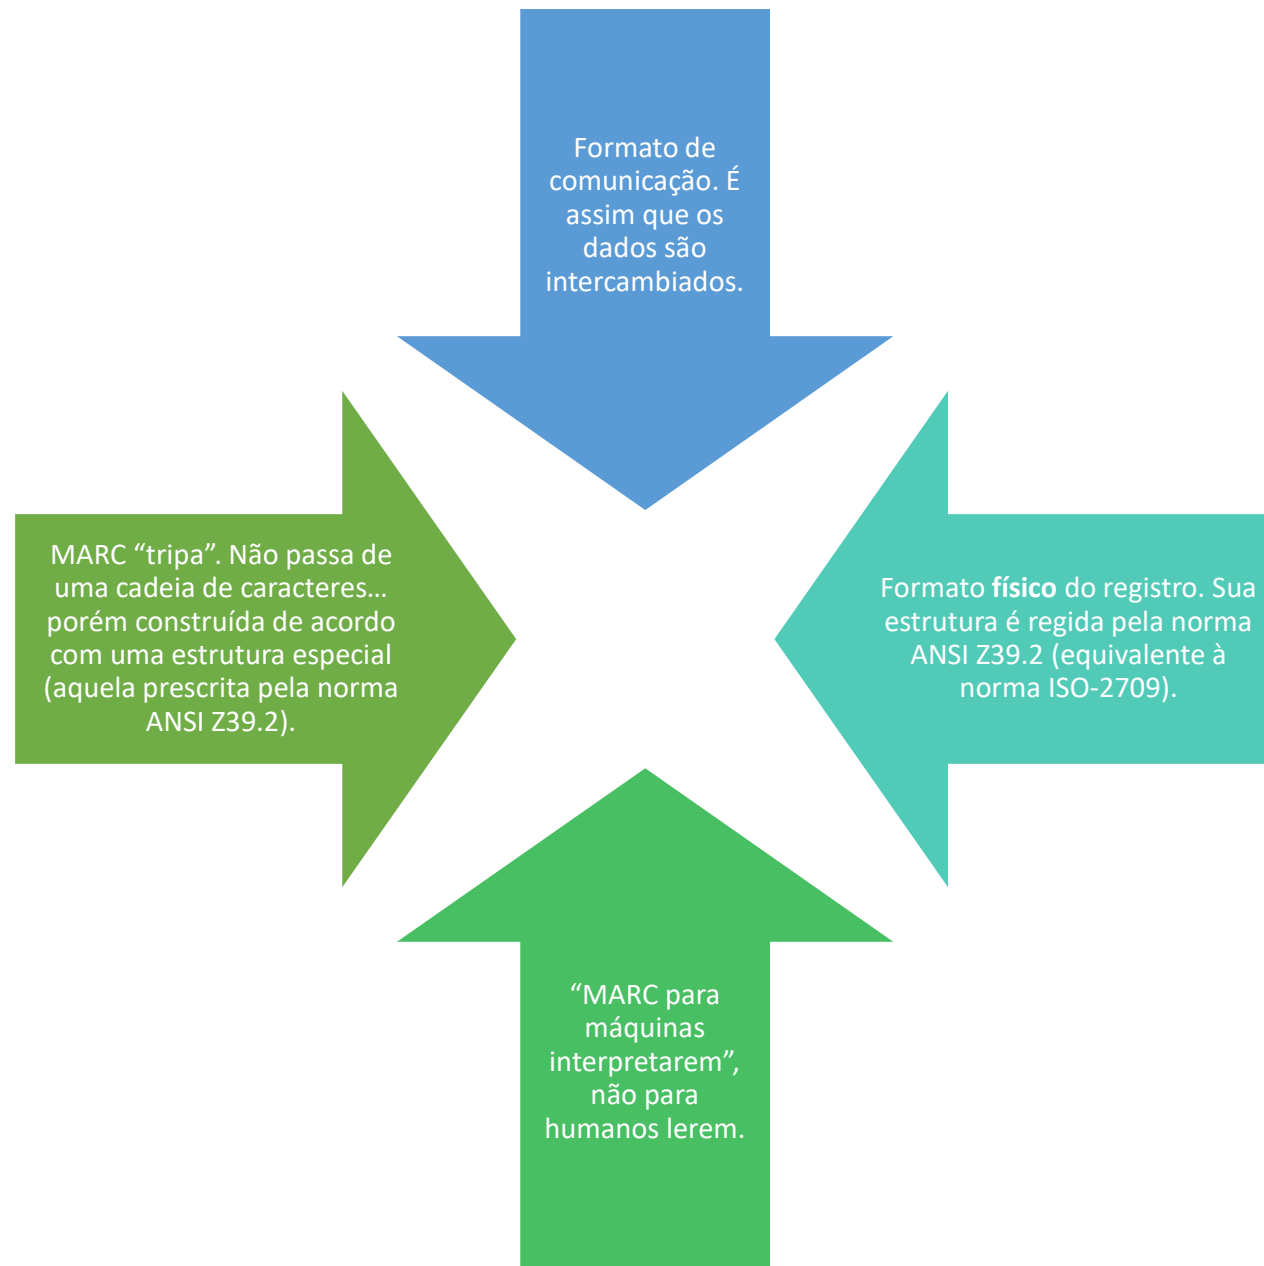 Formato de
comunicação. É
assim que os
dados são
intercambiados.
MARC “tripa”. Não passa de
uma cadeia de caracteres...
porém construída de acordo
com uma estrutura especial
(aquela prescrita pela norma
ANSI Z39.2).
Formato físico do registro. Sua
estrutura é regida pela norma
ANSI Z39.2 (equivalente à
norma ISO-2709).
“MARC para
máquinas
interpretarem”,
não para
humanos lerem.